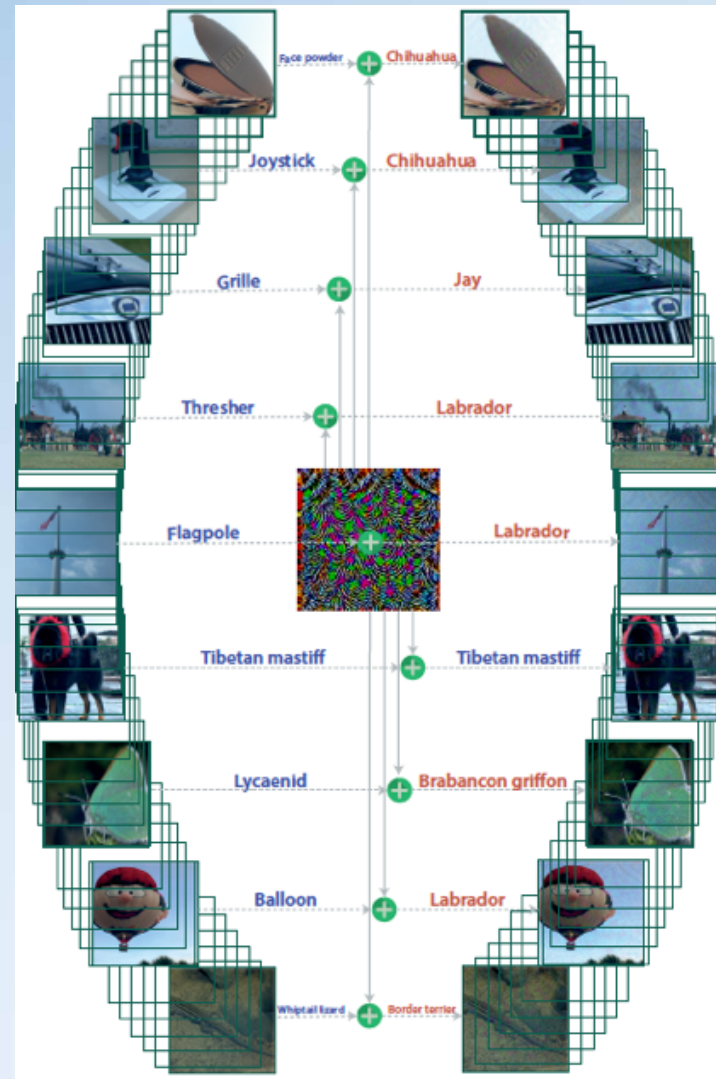 Face powder Chihuahua
Joystick Chihuahua
Grille Jay
Thresher Labrador
Flagpole Labrador
Tibetan mastiff Tibetan mastiff
Lycaenid Brabancon griffon
Balloon Labrador
Whiptail lizard Border terrier